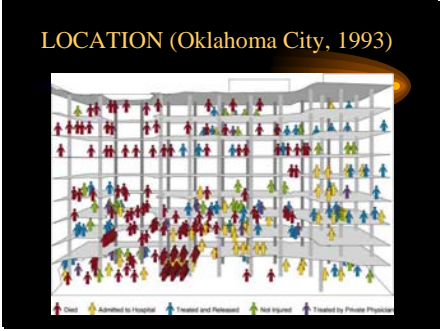 LOCATION (Oklahoma City, 1993)
Died Admitted to Hospital Treated and Released Not Injured Treated by Private Physician